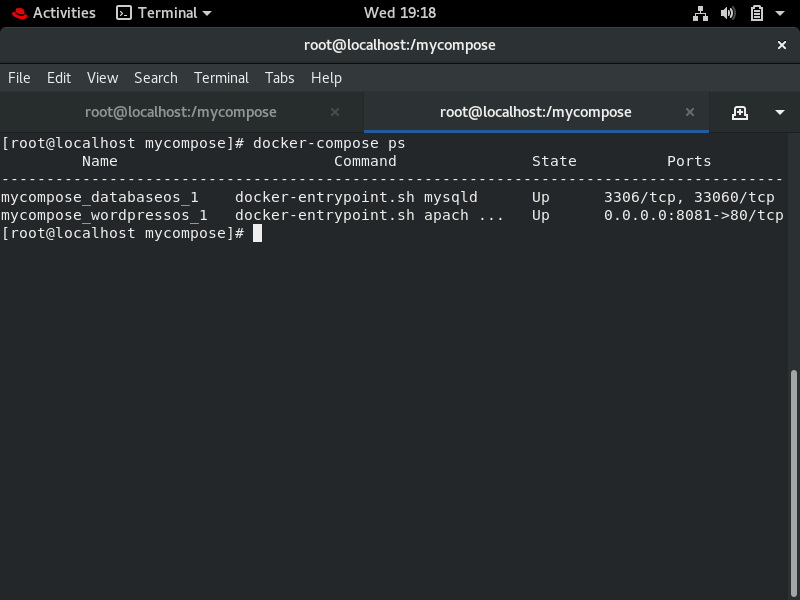 Activities Terminal Wed 19:18
root@localhost:/mycompose
File Edit View Search Terminal Tabs Help
root@localhost:/mycompose root@localhost:/mycompose
[root@localhost mycompose]# docker-compose ps
Name Command State Ports
---------------------------------------------------------------------------------------
mycompose_databaseos_1 docker-entrypoint.sh mysqld Up 3306/tcp, 33060/tcp
mycompose_wordpressos_1 docker-entrypoint.sh apach ... Up 0.0.0.0:8081->80/tcp
[root@localhost mycompose]#